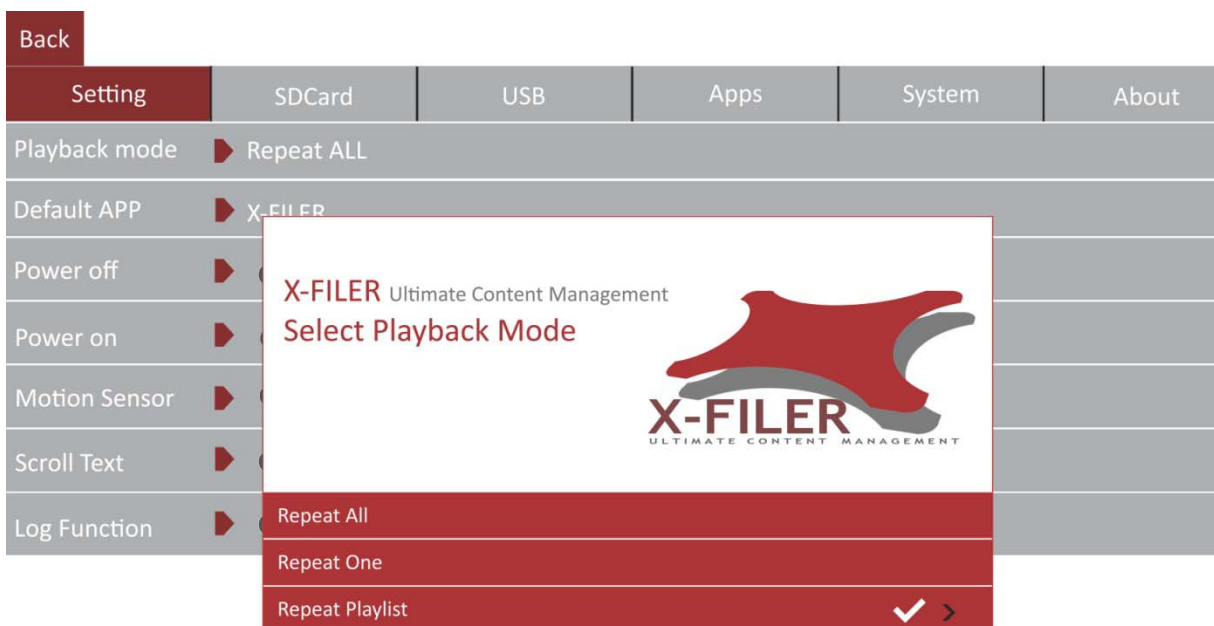 Back
Setting SDCard USB Apps System About
Playback mode Repeat ALL
Default APP X-FILER
Power off
Power on
Motion Sensor
Scroll Text
Log Function
X-FILER Ultimate Content Management
Select Playback Mode
X-FILER
ULTIMATE CONTENT MANAGEMENT
Repeat All
Repeat One
Repeat Playlist